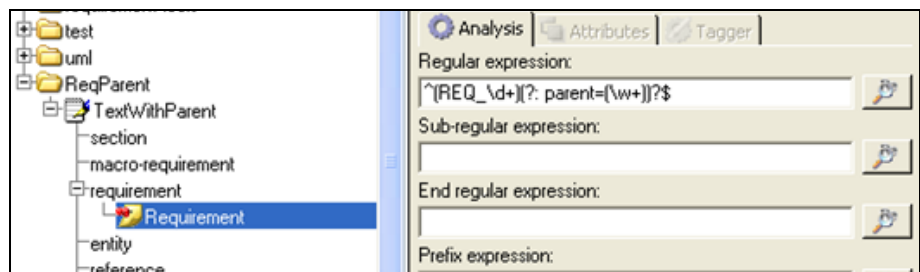 test
uml
ReqParent
TextWithParent
section
macro-requirement
requirement
Requirement
entity
reference
Analysis Attributes Tagger
Regular expression:
^(REQ_\d+)(?: parent=(\w+))?$
Sub-regular expression:
End regular expression:
Prefix expression: